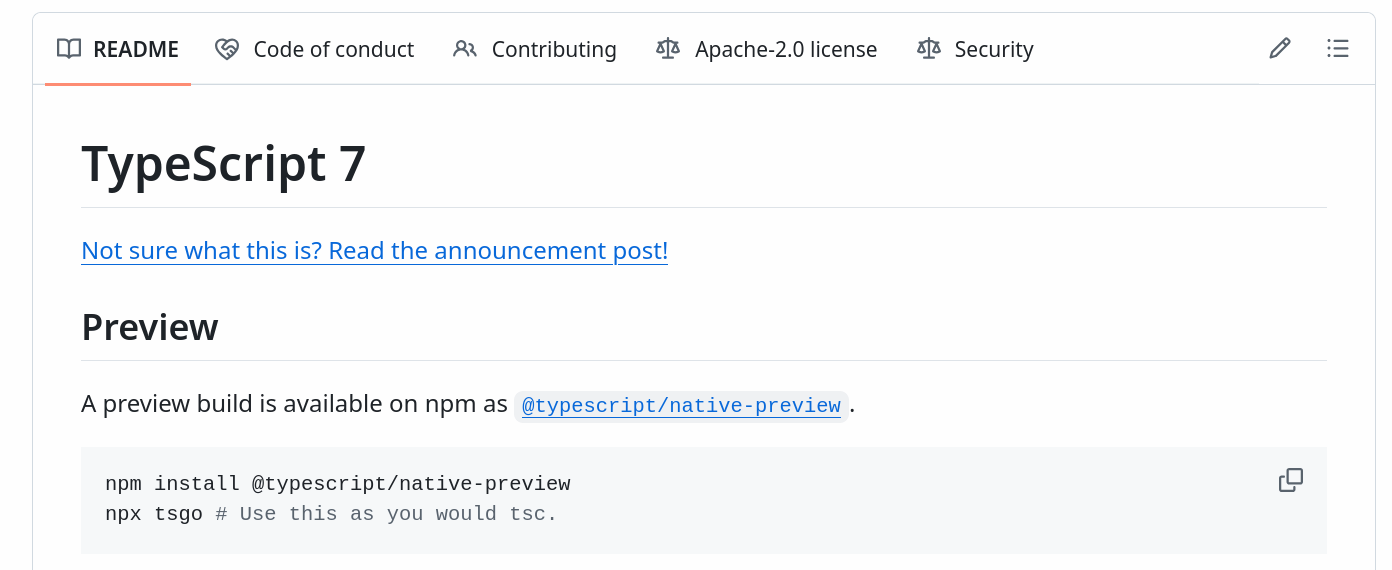 README Code of conduct Contributing Apache-2.0 license Security
TypeScript 7
Not sure what this is? Read the announcement post!
Preview
A preview build is available on npm as @typescript/native-preview.
npm install @typescript/native-preview
npx tsgo # Use this as you would tsc.